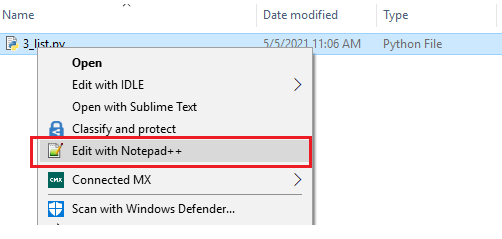 Name Date modified Type
3_list.py 5/5/2021 11:06 AM Python File
Open
Edit with IDLE
Open with Sublime Text
Classify and protect
Edit with Notepad++
CMX Connected MX
Scan with Windows Defender...